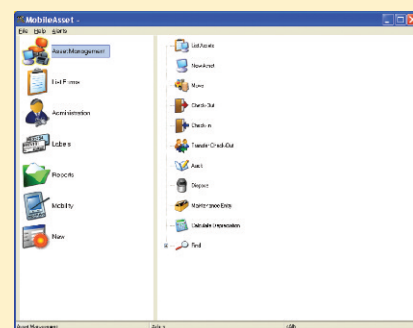 MobileAsset -
File Help Alerts
Asset Management
List Forms
Administration
Labels
Reports
Mobility
New
List Assets
New Asset
Move
Check-Out
Check-in
Transfer Check-Out
Audit
Dispose
Maintenance Entry
Calculate Depreciation
Find
Asset Management